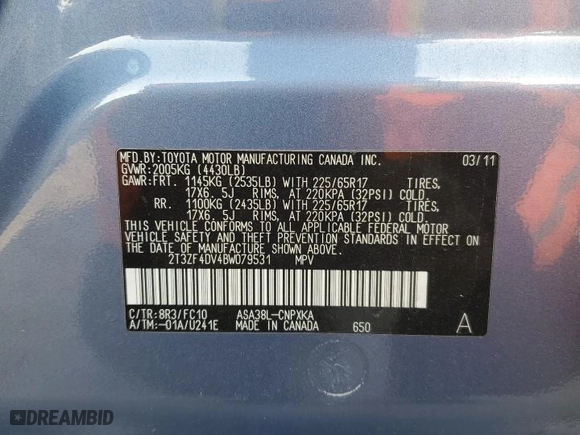 MFD.BY:TOYOTA MOTOR MANUFACTURING CANADA INC. 03/11
GVWR:2005KG (4430LB)
GAWR:FRT. 1145KG (2535LB) WITH 225/65R17 TIRES,
17X6.5J RIMS, AT 220KPA (32PSI) COLD.
RR. 1100KG (2435LB) WITH 225/65R17 TIRES,
17X6.5J RIMS, AT 220KPA (32PSI) COLD.
THIS VEHICLE CONFORMS TO ALL APPLICABLE FEDERAL MOTOR
VEHICLE SAFETY AND THEFT PREVENTION STANDARDS IN EFFECT ON
THE DATE OF MANUFACTURE SHOWN ABOVE.
2T3ZF4DV4BW079531 MPV
C/TR:8R3/FC10 ASA38L-CNPXKA
A/TM:-01A/U241E MADE IN CANADA 650 A
DREAMBID